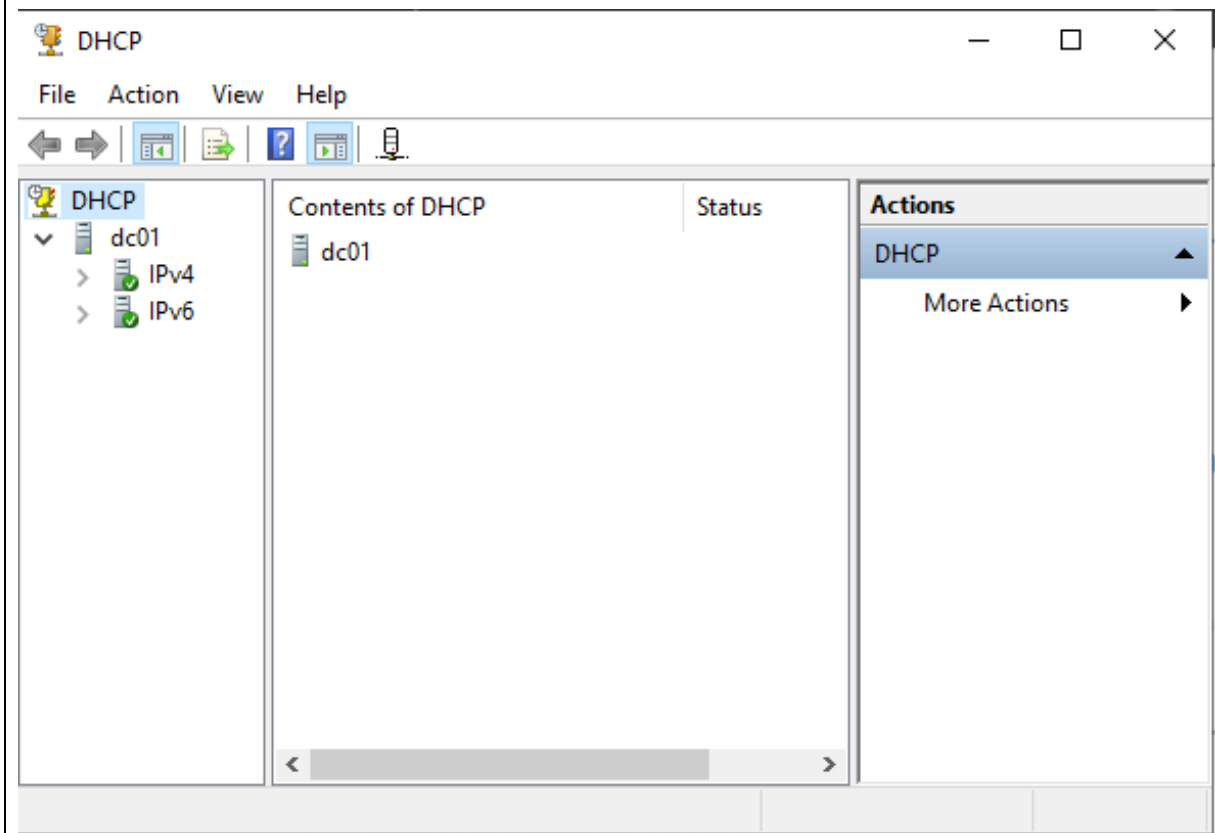 DHCP
File Action View Help
DHCP
dc01
IPv4
IPv6
Contents of DHCP Status
dc01
Actions
DHCP
More Actions